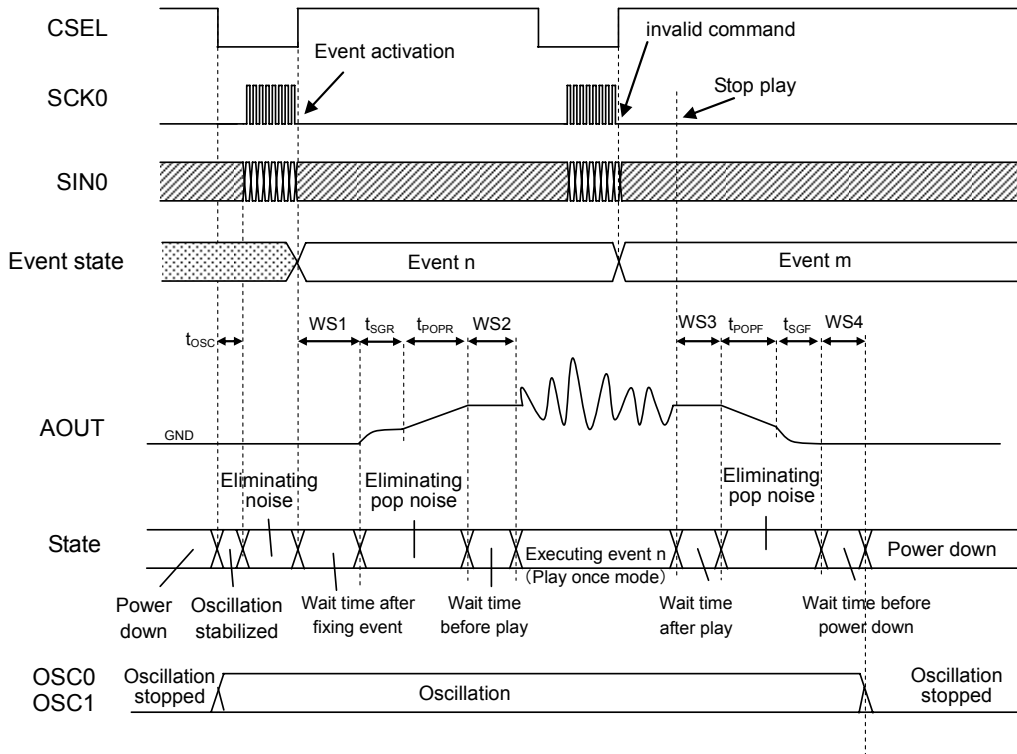 CSEL
invalid command
Event activation
SCK0
Stop play
SIN0
Event state
Event n
Event m
tOSC
WS1
tSGR
tPOPR
WS2
WS3
tPOPF
tSGF
WS4
AOUT
GND
Eliminating
noise
Eliminating
pop noise
Eliminating
pop noise
State
Executing event n
(Play once mode)
Power down
Power
down
Oscillation
stabilized
Wait time after
fixing event
Wait time
before play
Wait time
after play
Wait time before
power down
OSC0
OSC1
Oscillation
stopped
Oscillation
Oscillation
stopped